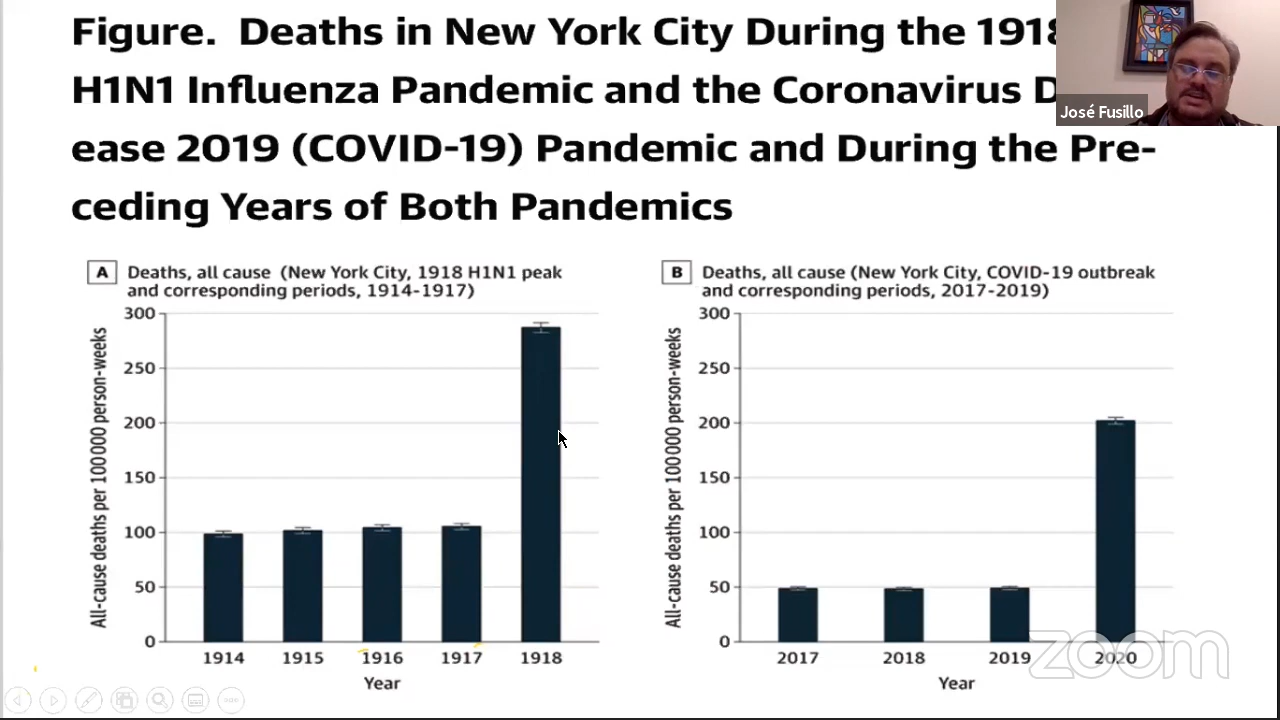 Figure. Deaths in New York City During the 1918
H1N1 Influenza Pandemic and the Coronavirus D
ease 2019 (COVID-19) Pandemic and During the Pre-
ceding Years of Both Pandemics
José Fusillo
A Deaths, all cause (New York City, 1918 H1N1 peak
and corresponding periods, 1914-1917)
All-cause deaths per 100000 person-weeks
300
250
200
150
100
50
0
1914 1915 1916 1917 1918
Year
B Deaths, all cause (New York City, COVID-19 outbreak
and corresponding periods, 2017-2019)
All-cause deaths per 100000 person-weeks
300
250
200
150
100
50
0
2017 2018 2019 2020
Year
zoom